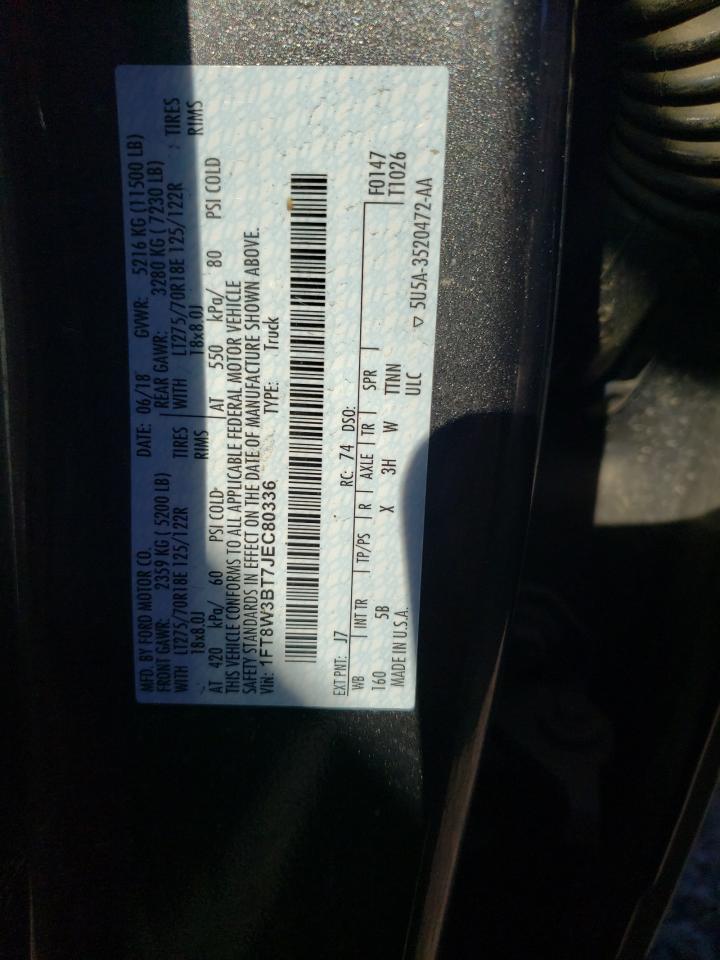 MFD. BY FORD MOTOR CO. DATE: 06/18 GVWR: 5216 KG (11500 LB)
FRONT GAWR: 2359 KG ( 5200 LB) REAR GAWR: 3280 KG ( 7230 LB)
WITH LT275/70R18E 125/122R TIRES WITH LT275/70R18E 125/122R TIRES
18x8.0J RIMS 18x8.0J RIMS
AT 420 kPa/ 60 PSI COLD AT 550 kPa/ 80 PSI COLD
THIS VEHICLE CONFORMS TO ALL APPLICABLE FEDERAL MOTOR VEHICLE
SAFETY STANDARDS IN EFFECT ON THE DATE OF MANUFACTURE SHOWN ABOVE.
VIN: 1FT8W3BT7JEC80336 TYPE: Truck
EXT PNT: J7 RC: 74 DSO: F0147
WB INT TR TP/PS R AXLE TR SPR T1026
160 5B X 3H W TTNN
MADE IN U.S.A. ULC ▽ 5U5A-3520472-AA